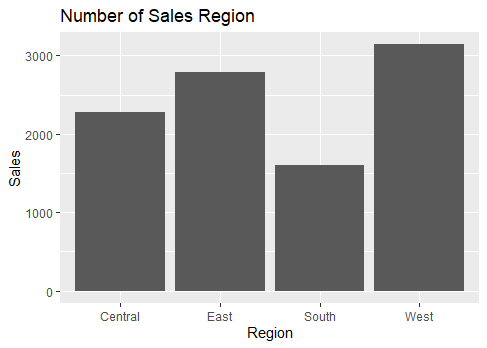 Number of Sales Region
Sales
3000
2000
1000
0
Central East South West
Region